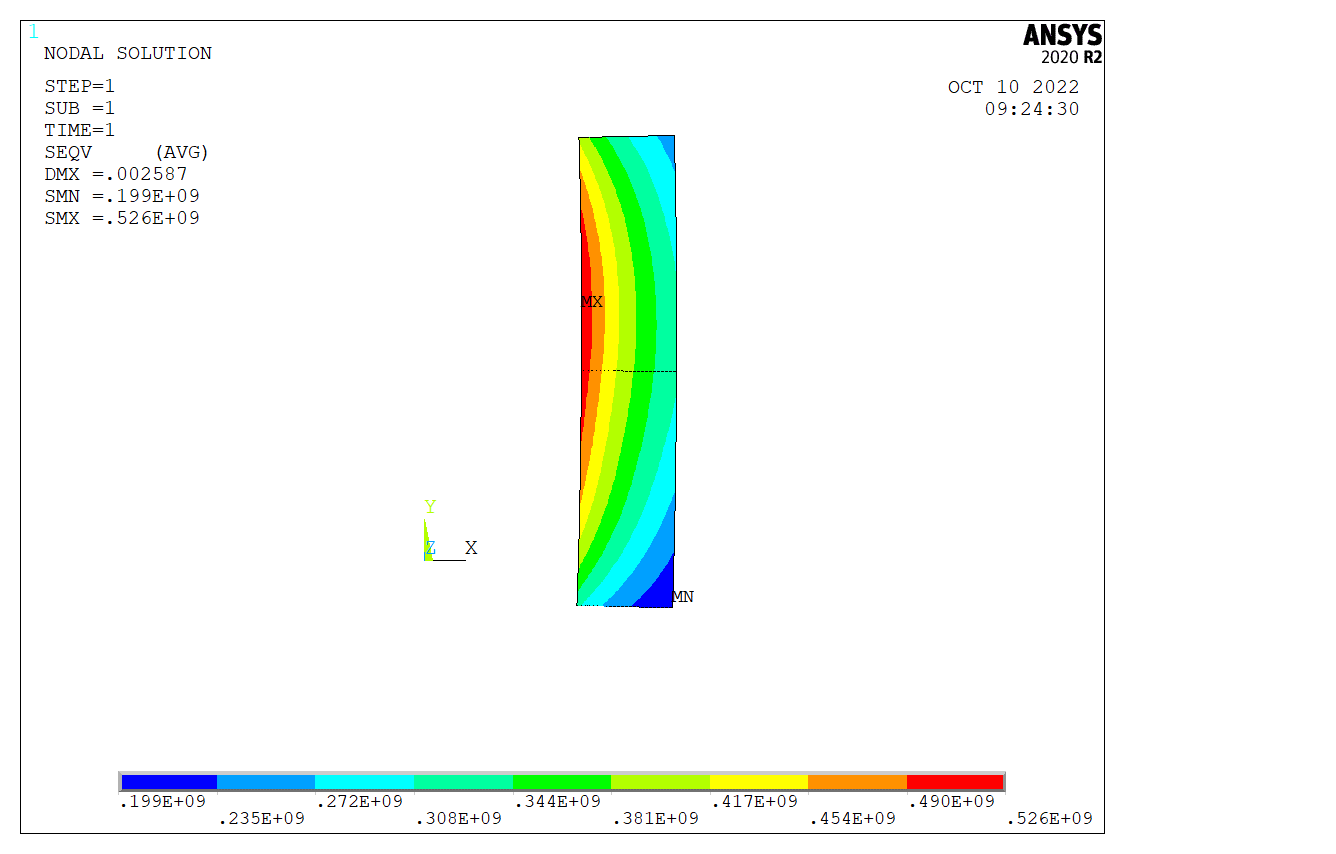 1
ANSYS
2020 R2
NODAL SOLUTION
STEP=1
SUB =1
TIME=1
SEQV (AVG)
DMX =.002587
SMN =.199E+09
SMX =.526E+09
OCT 10 2022
09:24:30
MX
Y
Z X
MN
.199E+09 .272E+09 .344E+09 .417E+09 .490E+09
.235E+09 .308E+09 .381E+09 .454E+09 .526E+09